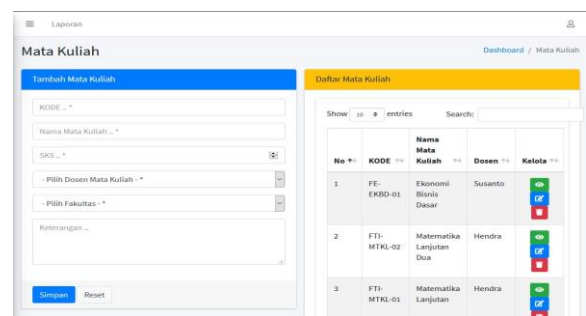 Laporan
Mata Kuliah
Dashboard / Mata Kuliah
Tambah Mata Kuliah
KODE .. *
Nama Mata Kuliah .. *
SKS .. *
- Pilih Dosen Mata Kuliah - *
- Pilih Fakultas - *
Keterangan ..
Simpan Reset
Daftar Mata Kuliah
Show 10 entries Search:
No KODE Nama Mata Kuliah Dosen Kelola
1 FE-EKBD-01 Ekonomi Bisnis Dasar Susanto
2 FTI-MTKL-02 Matematika Lanjutan Dua Hendra
3 FTI-MTKL-01 Matematika Lanjutan Hendra